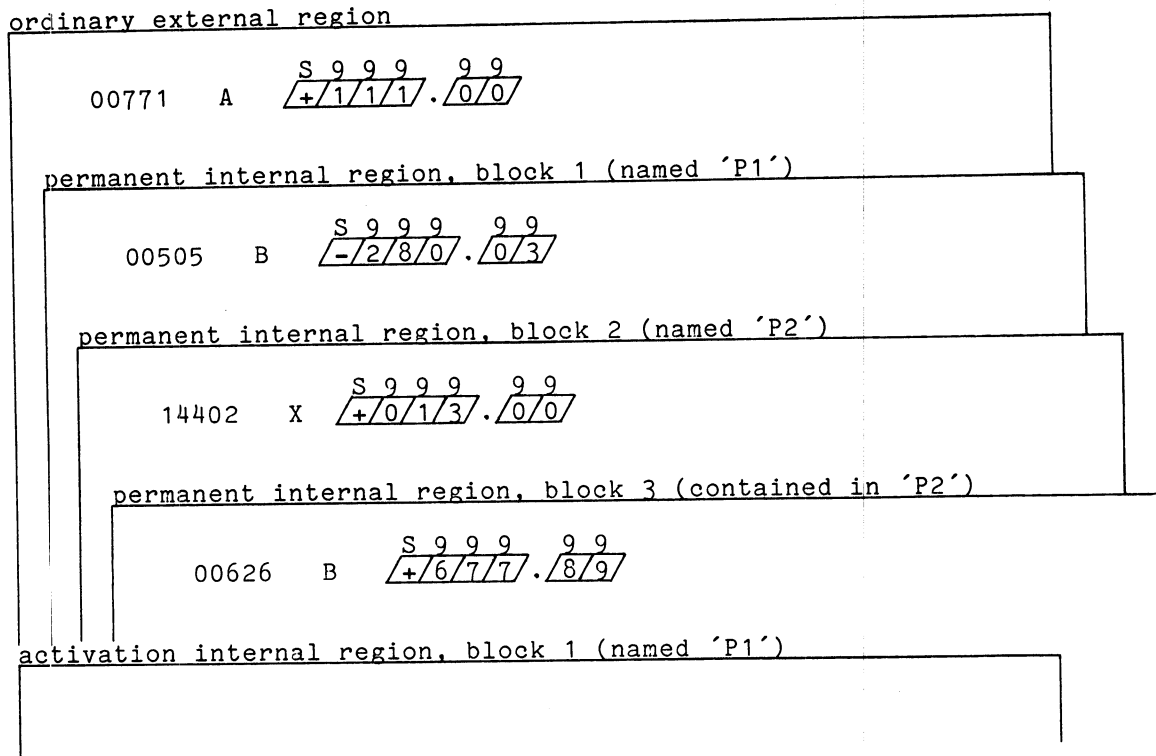 ordinary external region
S 9 9 9 9 9
00771 A /+/1/1/1/./0/0/
permanent internal region, block 1 (named ´P1´)
S 9 9 9 9 9
00505 B /-/2/8/0/./0/3/
permanent internal region, block 2 (named ´P2´)
S 9 9 9 9 9
14402 X /+/0/1/3/./0/0/
permanent internal region, block 3 (contained in ´P2´)
S 9 9 9 9 9
00626 B /+/6/7/7/./8/9/
activation internal region, block 1 (named ´P1´)